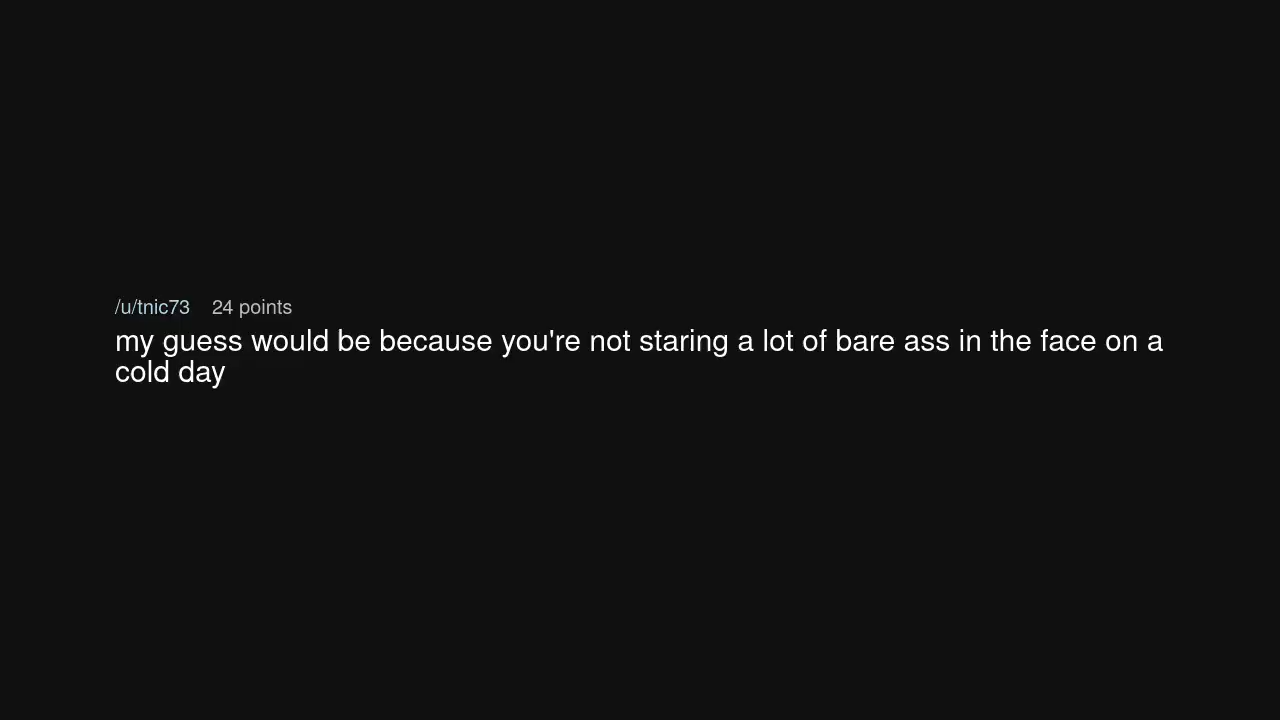 /u/tnic73 24 points
my guess would be because you're not staring a lot of bare ass in the face on a
cold day